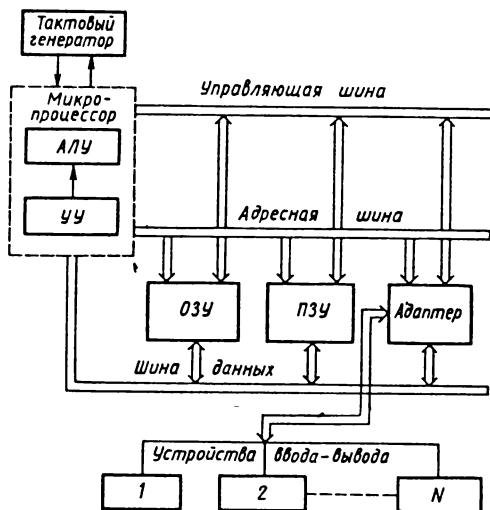 Тактовый
генератор
Микро-
процессор
АЛУ
УУ
Управляющая шина
Адресная шина
ОЗУ
ПЗУ
Адаптер
Шина данных
Устройства ввода-вывода
1
2
N